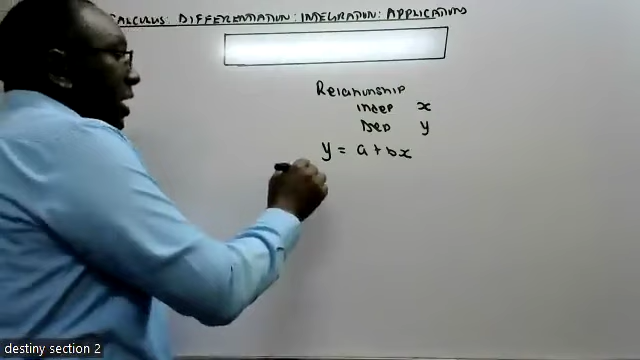 CALCULUS: DIFFERENTIATION: INTEGRATION: APPLICATIONS
Relationship
INDEP x
DEP y
y = a + bx
destiny section 2